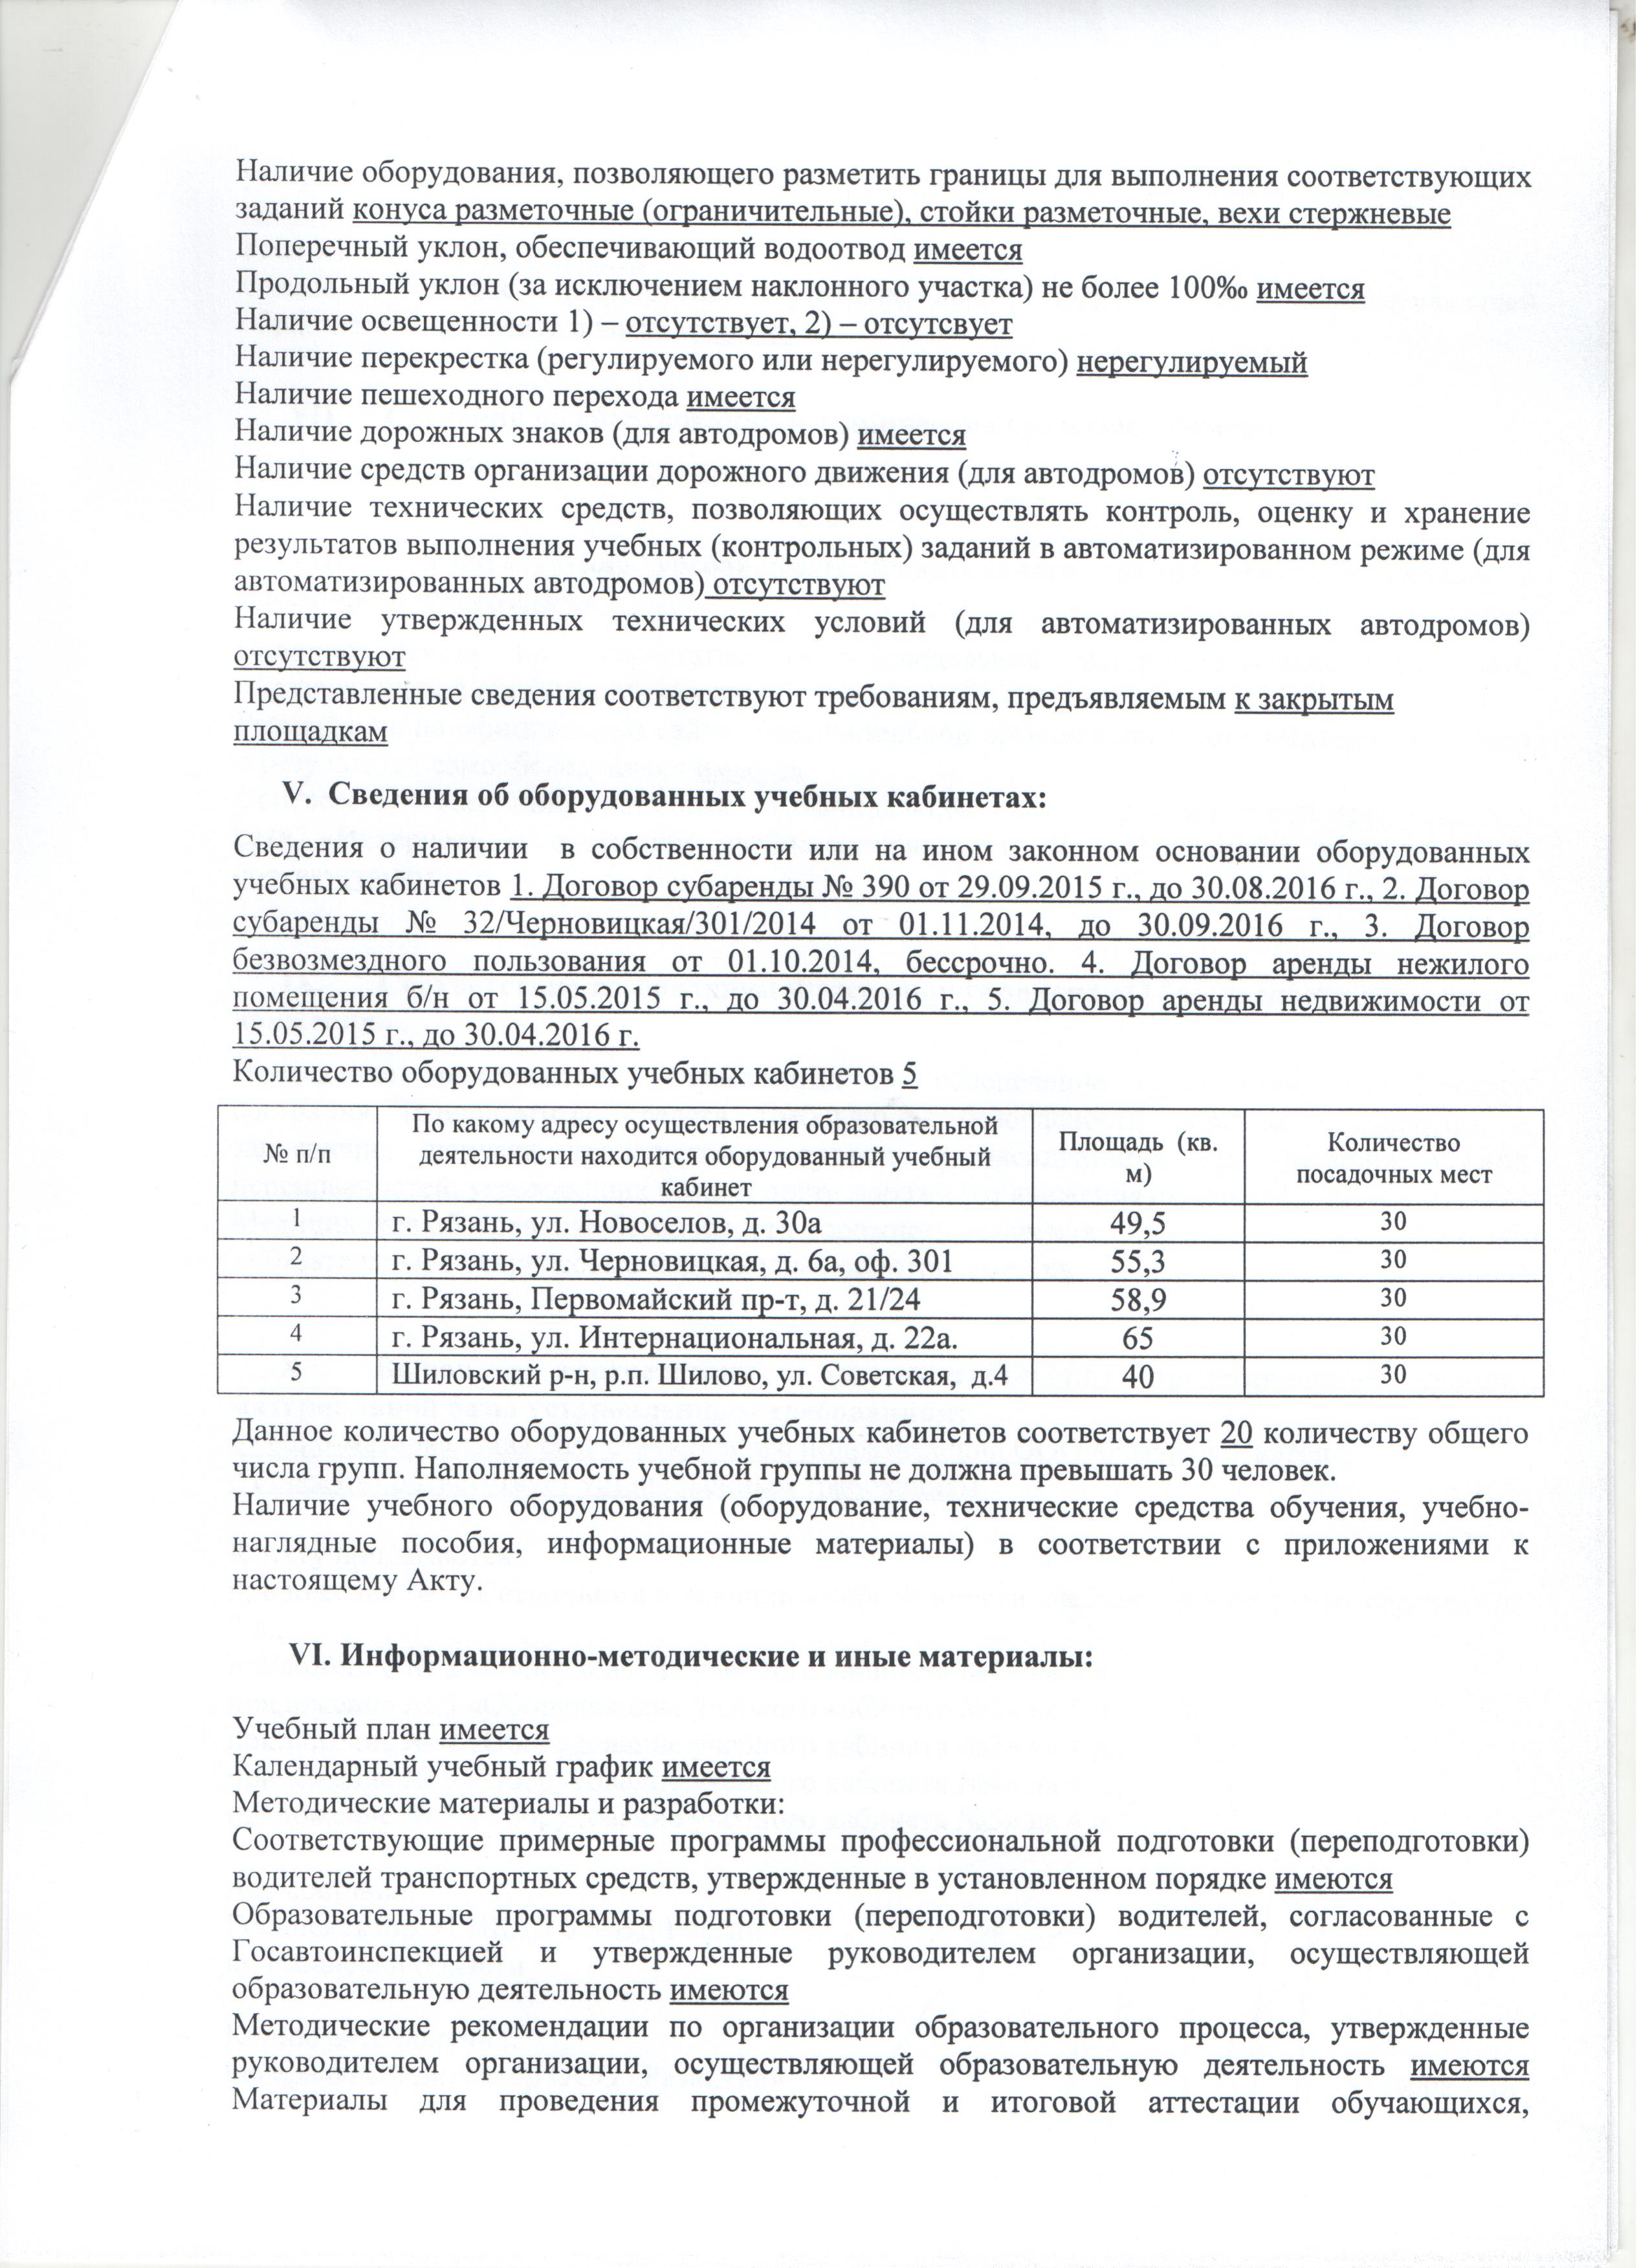 Наличие оборудования, позволяющего разметить границы для выполнения соответствующих
заданий конуса разметочные (ограничительные), стойки разметочные, вехи стержневые
Поперечный уклон, обеспечивающий водоотвод имеется
Продольный уклон (за исключением наклонного участка) не более 100‰ имеется
Наличие освещенности 1) – отсутствует, 2) – отсутсвует
Наличие перекрестка (регулируемого или нерегулируемого) нерегулируемый
Наличие пешеходного перехода имеется
Наличие дорожных знаков (для автодромов) имеется
Наличие средств организации дорожного движения (для автодромов) отсутствуют
Наличие технических средств, позволяющих осуществлять контроль, оценку и хранение
результатов выполнения учебных (контрольных) заданий в автоматизированном режиме (для
автоматизированных автодромов) отсутствуют
Наличие утвержденных технических условий (для автоматизированных автодромов)
отсутствуют
Представленные сведения соответствуют требованиям, предъявляемым к закрытым
площадкам
V. Сведения об оборудованных учебных кабинетах:
Сведения о наличии в собственности или на ином законном основании оборудованных
учебных кабинетов 1. Договор субаренды № 390 от 29.09.2015 г., до 30.08.2016 г., 2. Договор
субаренды № 32/Черновицкая/301/2014 от 01.11.2014, до 30.09.2016 г., 3. Договор
безвозмездного пользования от 01.10.2014, бессрочно. 4. Договор аренды нежилого
помещения б/н от 15.05.2015 г., до 30.04.2016 г., 5. Договор аренды недвижимости от
15.05.2015 г., до 30.04.2016 г.
Количество оборудованных учебных кабинетов 5
№ п/п По какому адресу осуществления образовательной деятельности находится оборудованный учебный кабинет Площадь (кв. м) Количество посадочных мест
1 г. Рязань, ул. Новоселов, д. 30а 49,5 30
2 г. Рязань, ул. Черновицкая, д. 6а, оф. 301 55,3 30
3 г. Рязань, Первомайский пр-т, д. 21/24 58,9 30
4 г. Рязань, ул. Интернациональная, д. 22а. 65 30
5 Шиловский р-н, р.п. Шилово, ул. Советская, д.4 40 30
Данное количество оборудованных учебных кабинетов соответствует 20 количеству общего
числа групп. Наполняемость учебной группы не должна превышать 30 человек.
Наличие учебного оборудования (оборудование, технические средства обучения, учебно-
наглядные пособия, информационные материалы) в соответствии с приложениями к
настоящему Акту.
VI. Информационно-методические и иные материалы:
Учебный план имеется
Календарный учебный график имеется
Методические материалы и разработки:
Соответствующие примерные программы профессиональной подготовки (переподготовки)
водителей транспортных средств, утвержденные в установленном порядке имеются
Образовательные программы подготовки (переподготовки) водителей, согласованные с
Госавтоинспекцией и утвержденные руководителем организации, осуществляющей
образовательную деятельность имеются
Методические рекомендации по организации образовательного процесса, утвержденные
руководителем организации, осуществляющей образовательную деятельность имеются
Материалы для проведения промежуточной и итоговой аттестации обучающихся,